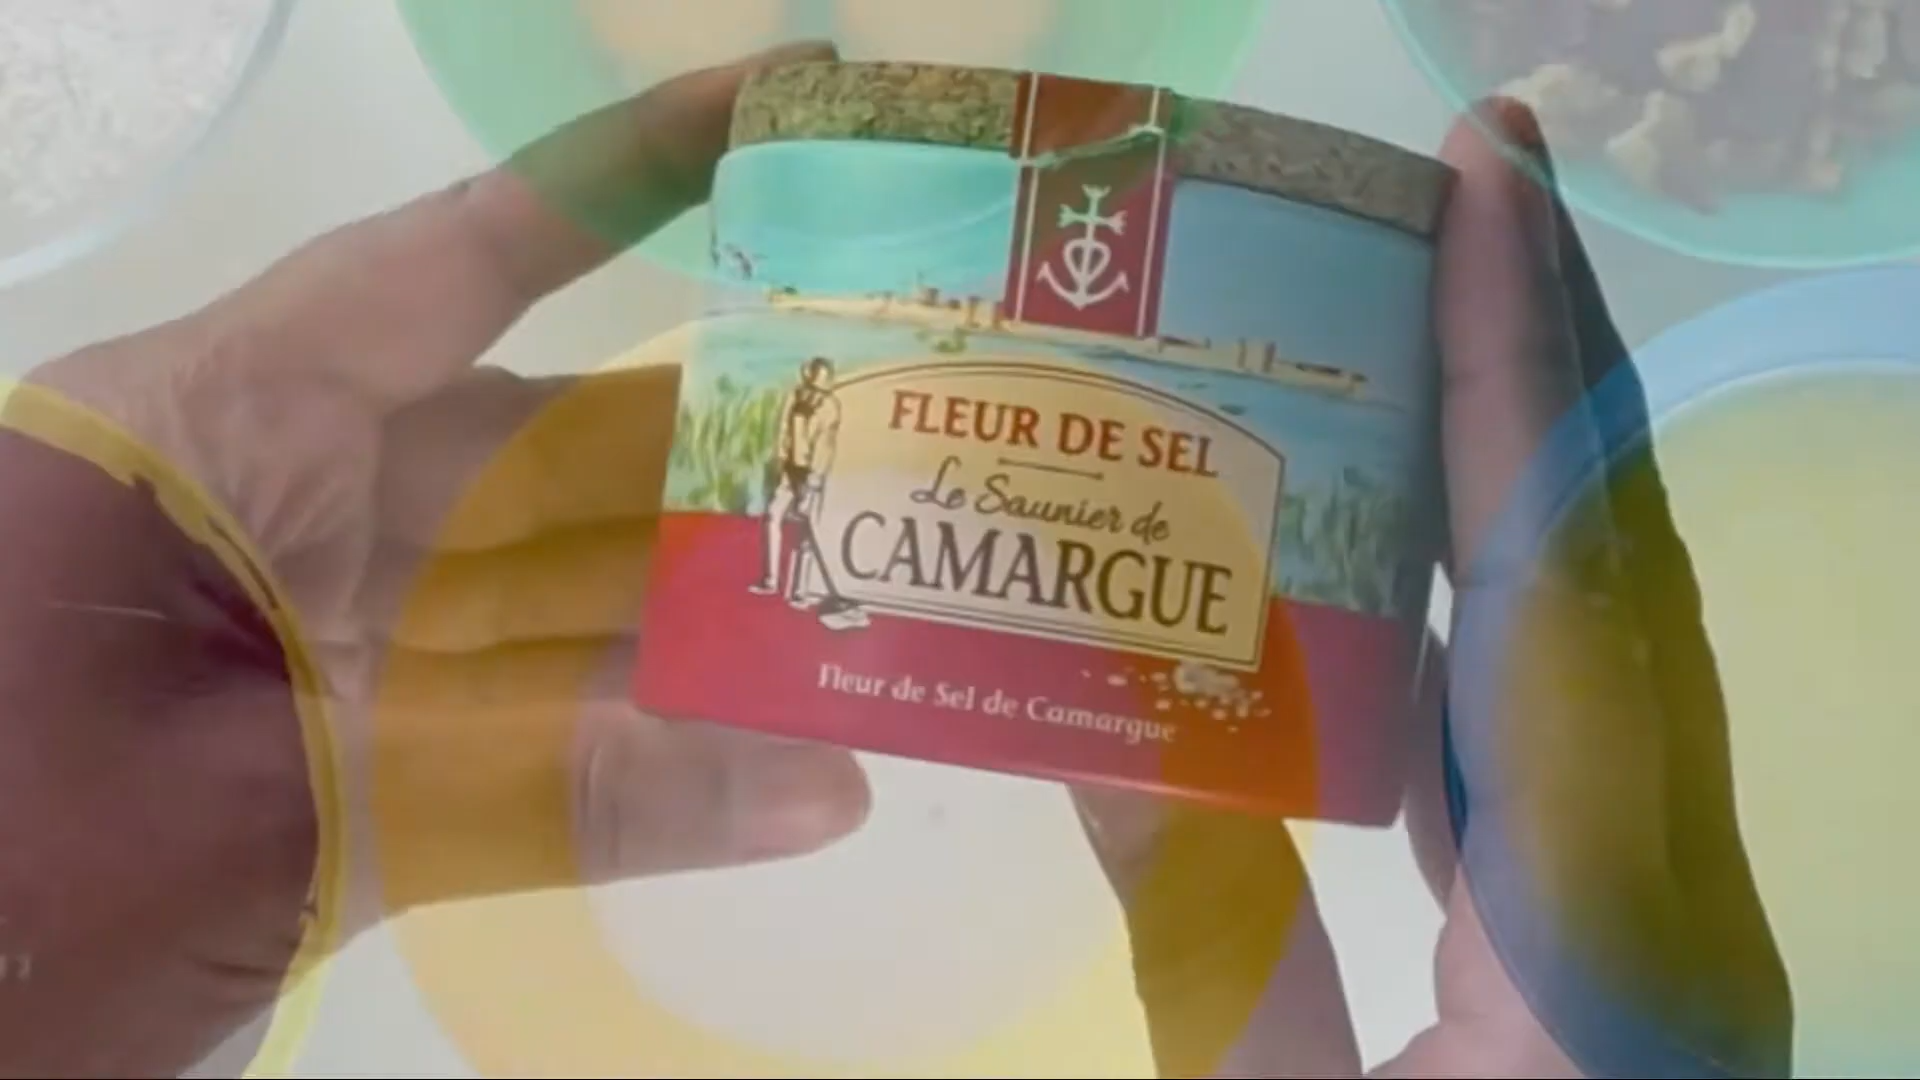 FLEUR DE SEL
Le Saunier de
CAMARGUE
Fleur de Sel de Camargue